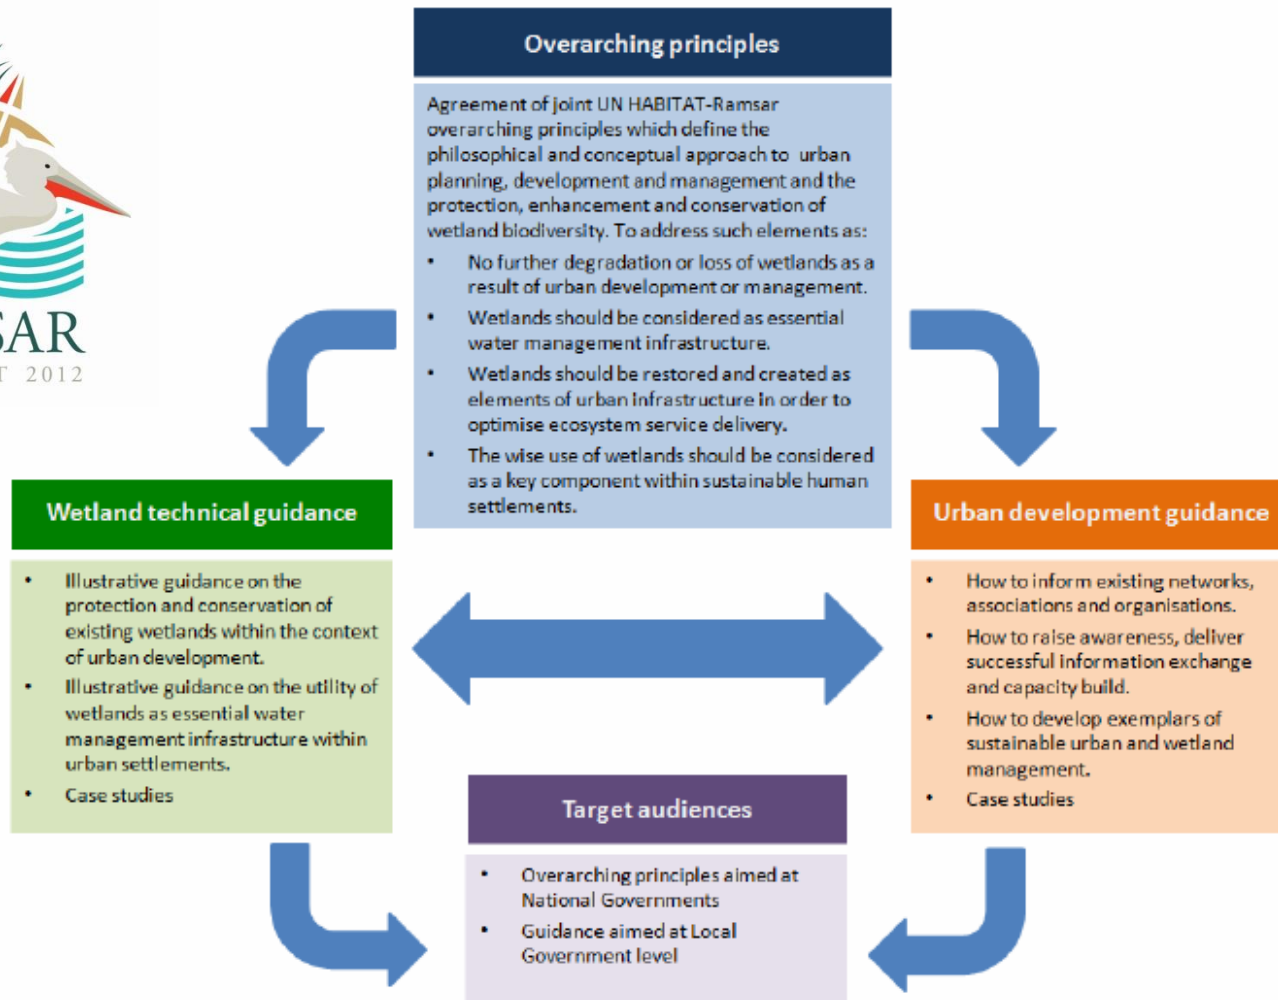 Overarching principles
Agreement of joint UN HABITAT-Ramsar
overarching principles which define the
philosophical and conceptual approach to urban
planning, development and management and the
protection, enhancement and conservation of
wetland biodiversity. To address such elements as:
• No further degradation or loss of wetlands as a
result of urban development or management.
• Wetlands should be considered as essential
water management infrastructure.
• Wetlands should be restored and created as
elements of urban infrastructure in order to
optimise ecosystem service delivery.
• The wise use of wetlands should be considered
as a key component within sustainable human
settlements.
SAR
T 2012
Wetland technical guidance
• Illustrative guidance on the
protection and conservation of
existing wetlands within the context
of urban development.
• Illustrative guidance on the utility of
wetlands as essential water
management infrastructure within
urban settlements.
• Case studies
Urban development guidance
• How to inform existing networks,
associations and organisations.
• How to raise awareness, deliver
successful information exchange
and capacity build.
• How to develop exemplars of
sustainable urban and wetland
management.
• Case studies
Target audiences
• Overarching principles aimed at
National Governments
• Guidance aimed at Local
Government level